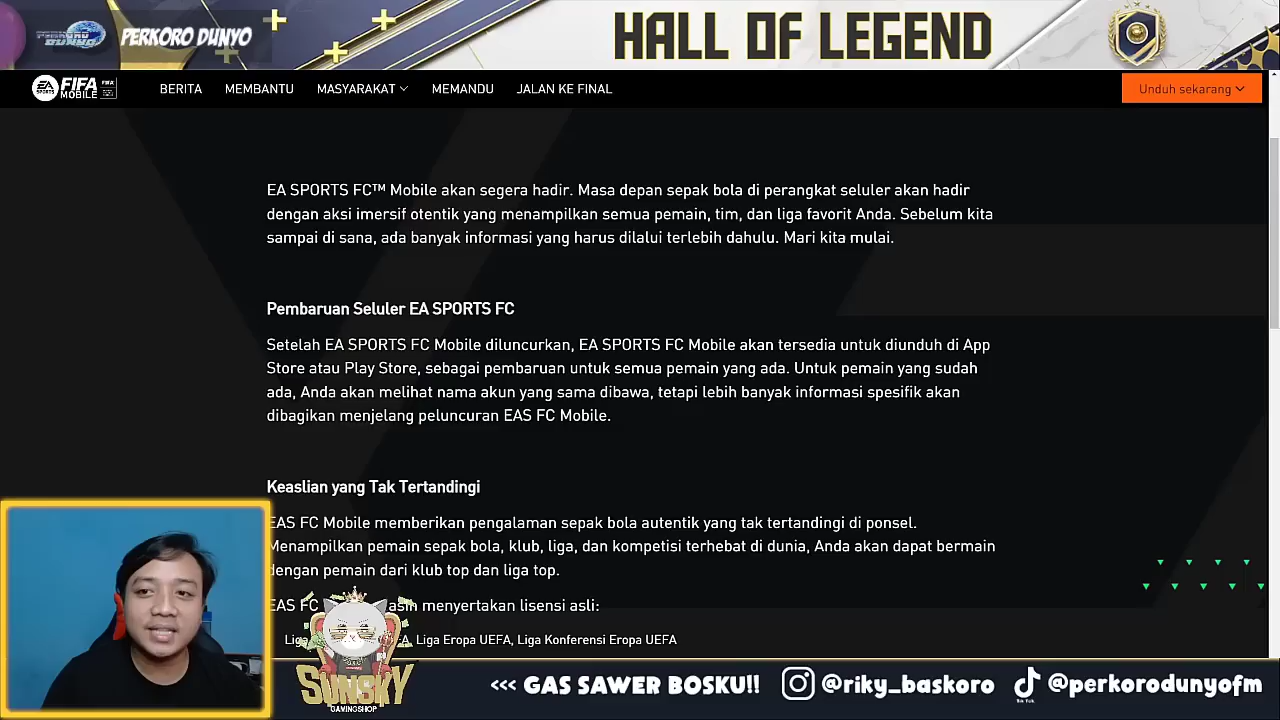 PERKORO DUNYO
PERKORO DUNYO
HALL OF LEGEND
EA SPORTS FIFA MOBILE FIFA
BERITA MEMBANTU MASYARAKAT MEMANDU JALAN KE FINAL
Unduh sekarang
EA SPORTS FC™ Mobile akan segera hadir. Masa depan sepak bola di perangkat seluler akan hadir
dengan aksi imersif otentik yang menampilkan semua pemain, tim, dan liga favorit Anda. Sebelum kita
sampai di sana, ada banyak informasi yang harus dilalui terlebih dahulu. Mari kita mulai.
Pembaruan Seluler EA SPORTS FC
Setelah EA SPORTS FC Mobile diluncurkan, EA SPORTS FC Mobile akan tersedia untuk diunduh di App
Store atau Play Store, sebagai pembaruan untuk semua pemain yang ada. Untuk pemain yang sudah
ada, Anda akan melihat nama akun yang sama dibawa, tetapi lebih banyak informasi spesifik akan
dibagikan menjelang peluncuran EAS FC Mobile.
Keaslian yang Tak Tertandingi
EAS FC Mobile memberikan pengalaman sepak bola autentik yang tak tertandingi di ponsel.
Menampilkan pemain sepak bola, klub, liga, dan kompetisi terhebat di dunia, Anda akan dapat bermain
dengan pemain dari klub top dan liga top.
EAS FC menyertakan lisensi asli:
Liga Eropa UEFA, Liga Konferensi Eropa UEFA
SUNSKY
GAMINGSHOP
<<< GAS SAWER BOSKU!! @riky_baskoro @perkorodunyofm
Tik Tok